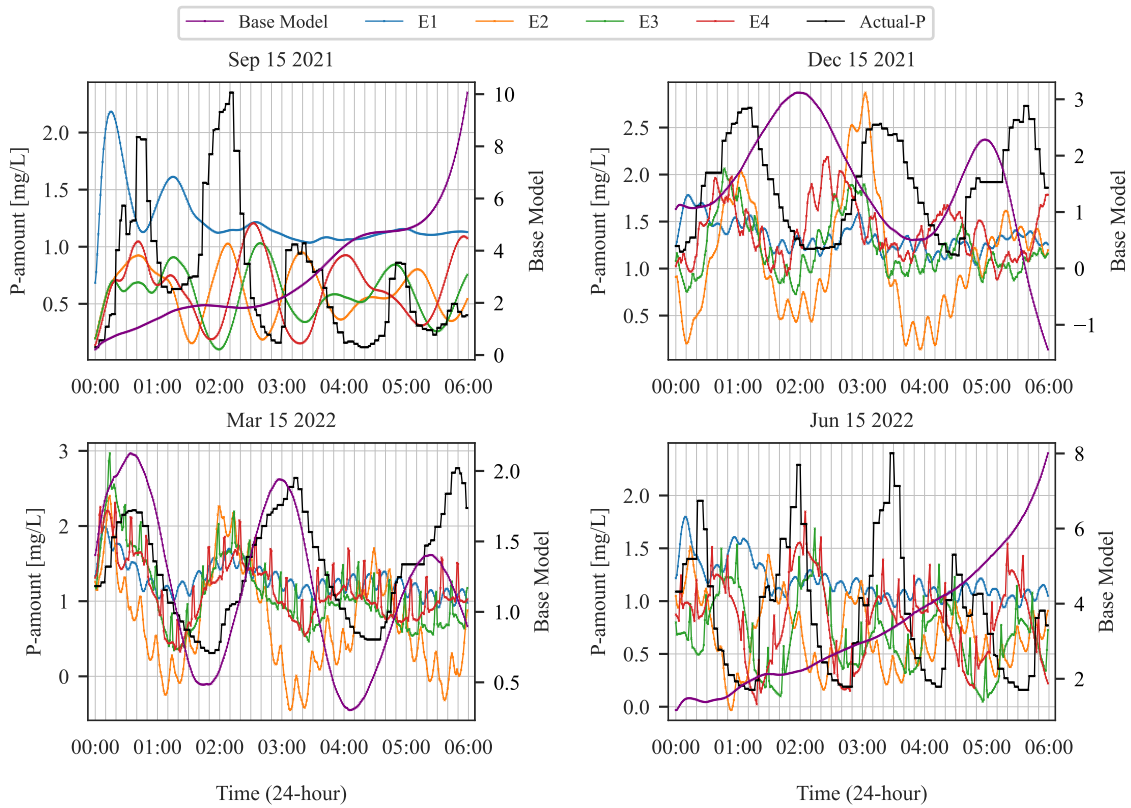 Base Model E1 E2 E3 E4 Actual-P
Sep 15 2021
P-amount [mg/L]
2.0
1.5
1.0
0.5
10
8
6
4
2
0
Base Model
00:00 01:00 02:00 03:00 04:00 05:00 06:00
Dec 15 2021
P-amount [mg/L]
2.5
2.0
1.5
1.0
0.5
3
2
1
0
−1
Base Model
00:00 01:00 02:00 03:00 04:00 05:00 06:00
Mar 15 2022
P-amount [mg/L]
3
2
1
0
2.0
1.5
1.0
0.5
Base Model
00:00 01:00 02:00 03:00 04:00 05:00 06:00
Time (24-hour)
Jun 15 2022
P-amount [mg/L]
2.0
1.5
1.0
0.5
0.0
8
6
4
2
Base Model
00:00 01:00 02:00 03:00 04:00 05:00 06:00
Time (24-hour)